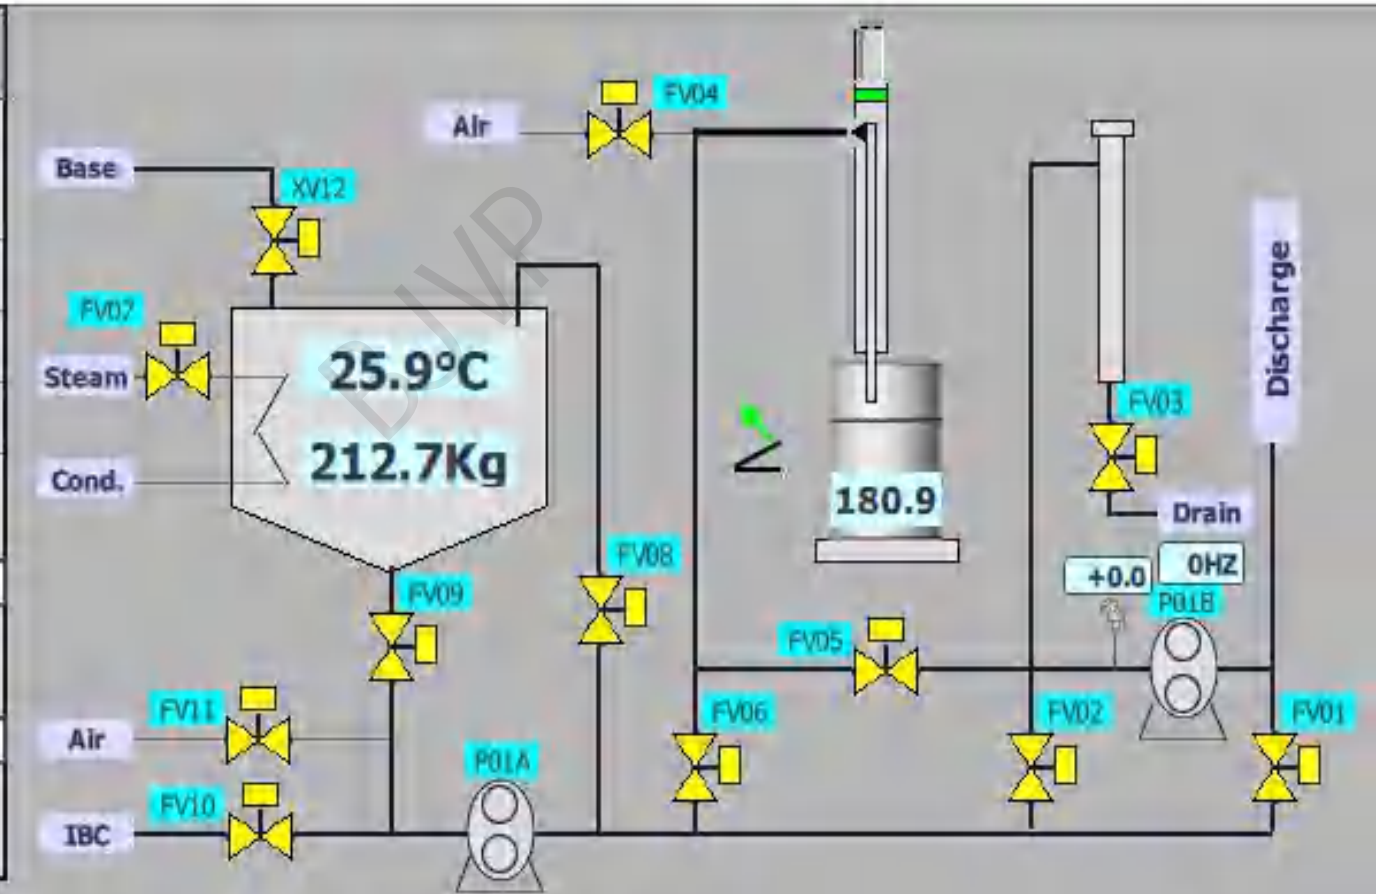 FV04
Air
Base
XV12
FV07
Steam
25.9°C
Cond.
212.7Kg
BJVP
180.9
Discharge
FV03
Drain
FV08
+0.0
0HZ
P01B
FV09
FV05
FV11
FV06
FV02
FV01
Air
P01A
FV10
IBC